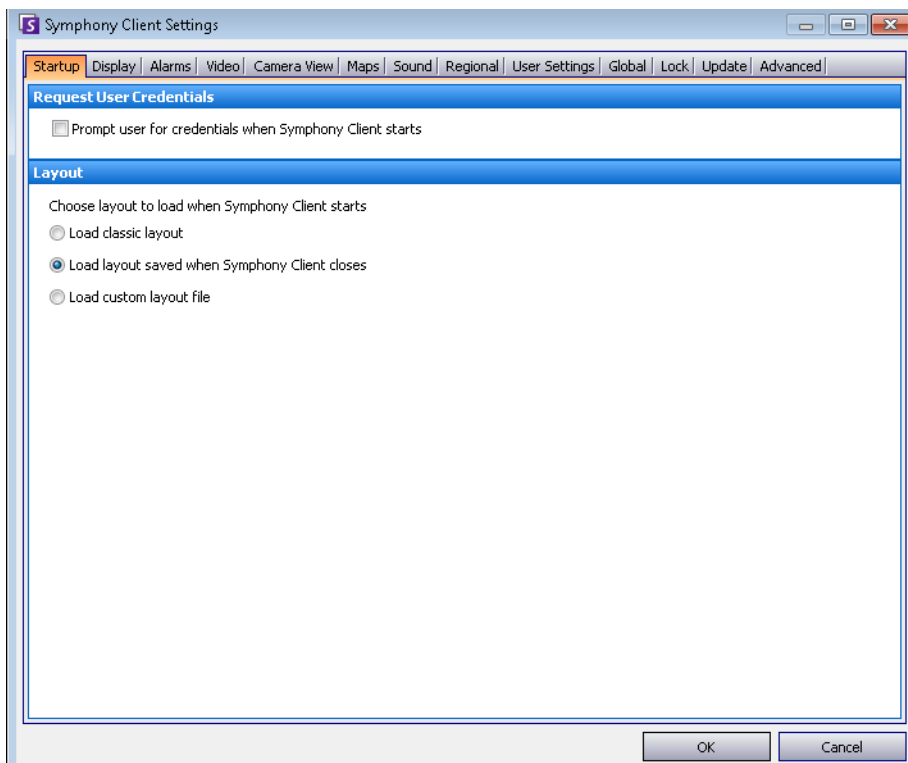 S Symphony Client Settings
Startup Display Alarms Video Camera View Maps Sound Regional User Settings Global Lock Update Advanced
Request User Credentials
Prompt user for credentials when Symphony Client starts
Layout
Choose layout to load when Symphony Client starts
Load classic layout
Load layout saved when Symphony Client closes
Load custom layout file
OK Cancel